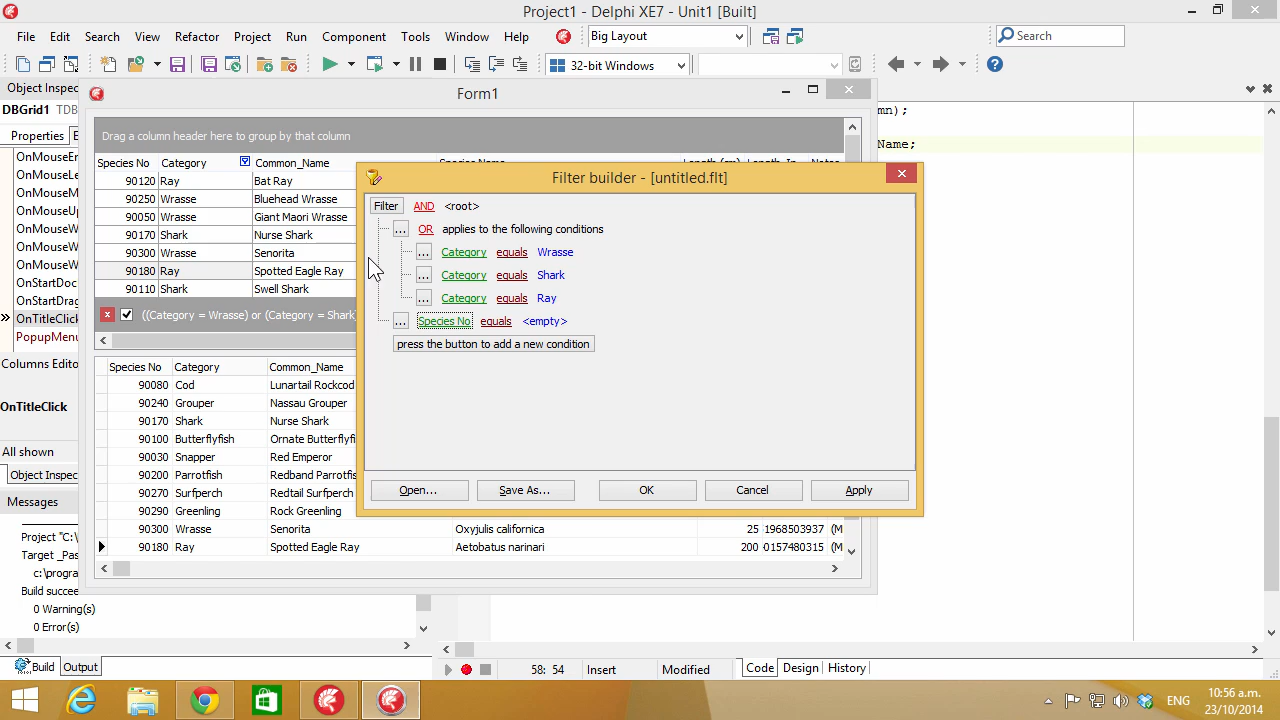 Project1 - Delphi XE7 - Unit1 [Built]
File Edit Search View Refactor Project Run Component Tools Window Help Big Layout Search
32-bit Windows
Object Inspec
DBGrid1 TDB
Properties E
OnMouseEn
OnMouseLe
OnMouseM
OnMouseUp
OnMouseW
OnMouseW
OnMouseW
OnStartDoc
OnStartDrag
OnTitleClick
PopupMenu
Columns Editor
OnTitleClick
All shown
Object Inspec
Form1
Drag a column header here to group by that column
Species No Category Common_Name Species Name Length (cm) Length_In Notes
90120 Ray Bat Ray
90250 Wrasse Bluehead Wrasse
90050 Wrasse Giant Maori Wrasse
90170 Shark Nurse Shark
90300 Wrasse Senorita
90180 Ray Spotted Eagle Ray
90110 Shark Swell Shark
((Category = Wrasse) or (Category = Shark)
Species No Category Common_Name
90080 Cod Lunartail Rockcod
90240 Grouper Nassau Grouper
90170 Shark Nurse Shark
90100 Butterflyfish Ornate Butterflyfi
90030 Snapper Red Emperor
90200 Parrotfish Redband Parrotfis
90270 Surfperch Redtail Surfperch
90290 Greenling Rock Greenling
90300 Wrasse Senorita Oxyjulis californica 25 1968503937 (M
90180 Ray Spotted Eagle Ray Aetobatus narinari 200 0157480315 (M
mn);
Name;
Filter builder - [untitled.flt]
Filter AND <root>
... OR applies to the following conditions
... Category equals Wrasse
... Category equals Shark
... Category equals Ray
... Species No equals <empty>
press the button to add a new condition
Open... Save As... OK Cancel Apply
Messages
Project "C:\
Target _Pas
c:\progra
Build succee
0 Warning(s)
0 Error(s)
Build Output
58: 54 Insert Modified Code Design History
ENG 10:56 a.m.
23/10/2014